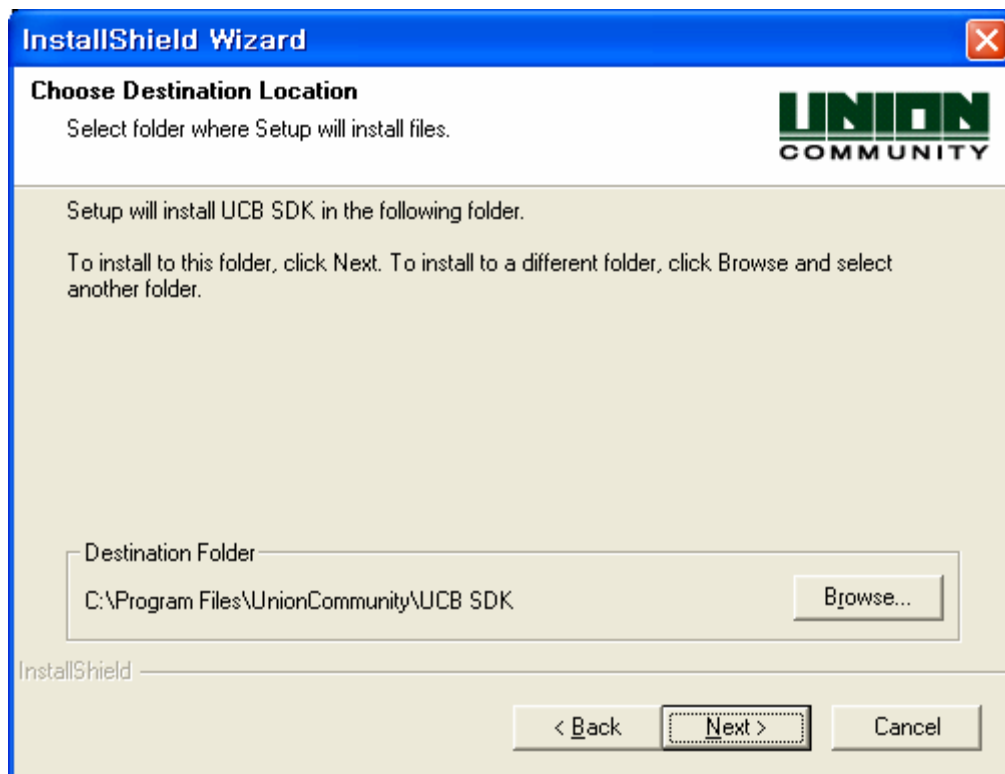 InstallShield Wizard
Choose Destination Location
Select folder where Setup will install files.
UNION
COMMUNITY
Setup will install UCB SDK in the following folder.
To install to this folder, click Next. To install to a different folder, click Browse and select
another folder.
Destination Folder
C:\Program Files\UnionCommunity\UCB SDK
Browse...
InstallShield
< Back
Next >
Cancel